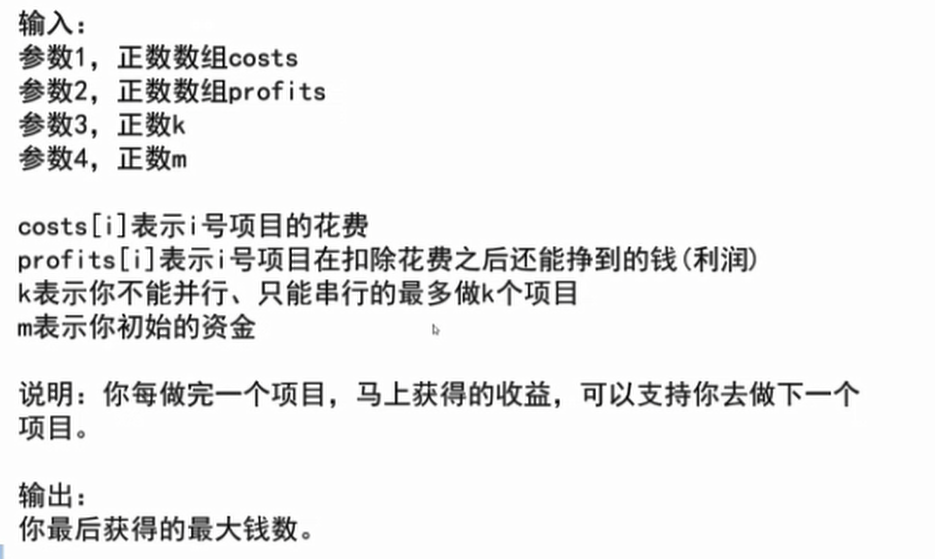 输入:
参数1，正数数组costs
参数2，正数数组profits
参数3，正数k
参数4，正数m
costs[i]表示i号项目的花费
profits[i]表示i号项目在扣除花费之后还能挣到的钱(利润)
k表示你不能并行、只能串行的最多做k个项目
m表示你初始的资金
说明: 你每做完一个项目，马上获得的收益，可以支持你去做下一个
项目。
输出:
你最后获得的最大钱数。